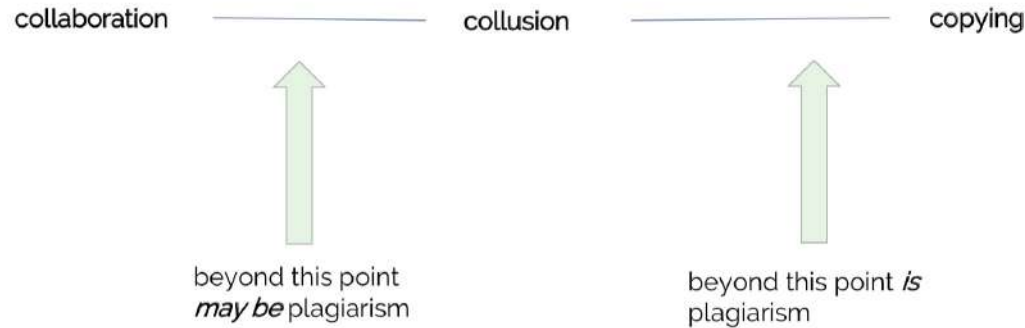 collaboration collusion copying
beyond this point
may be plagiarism
beyond this point is
plagiarism